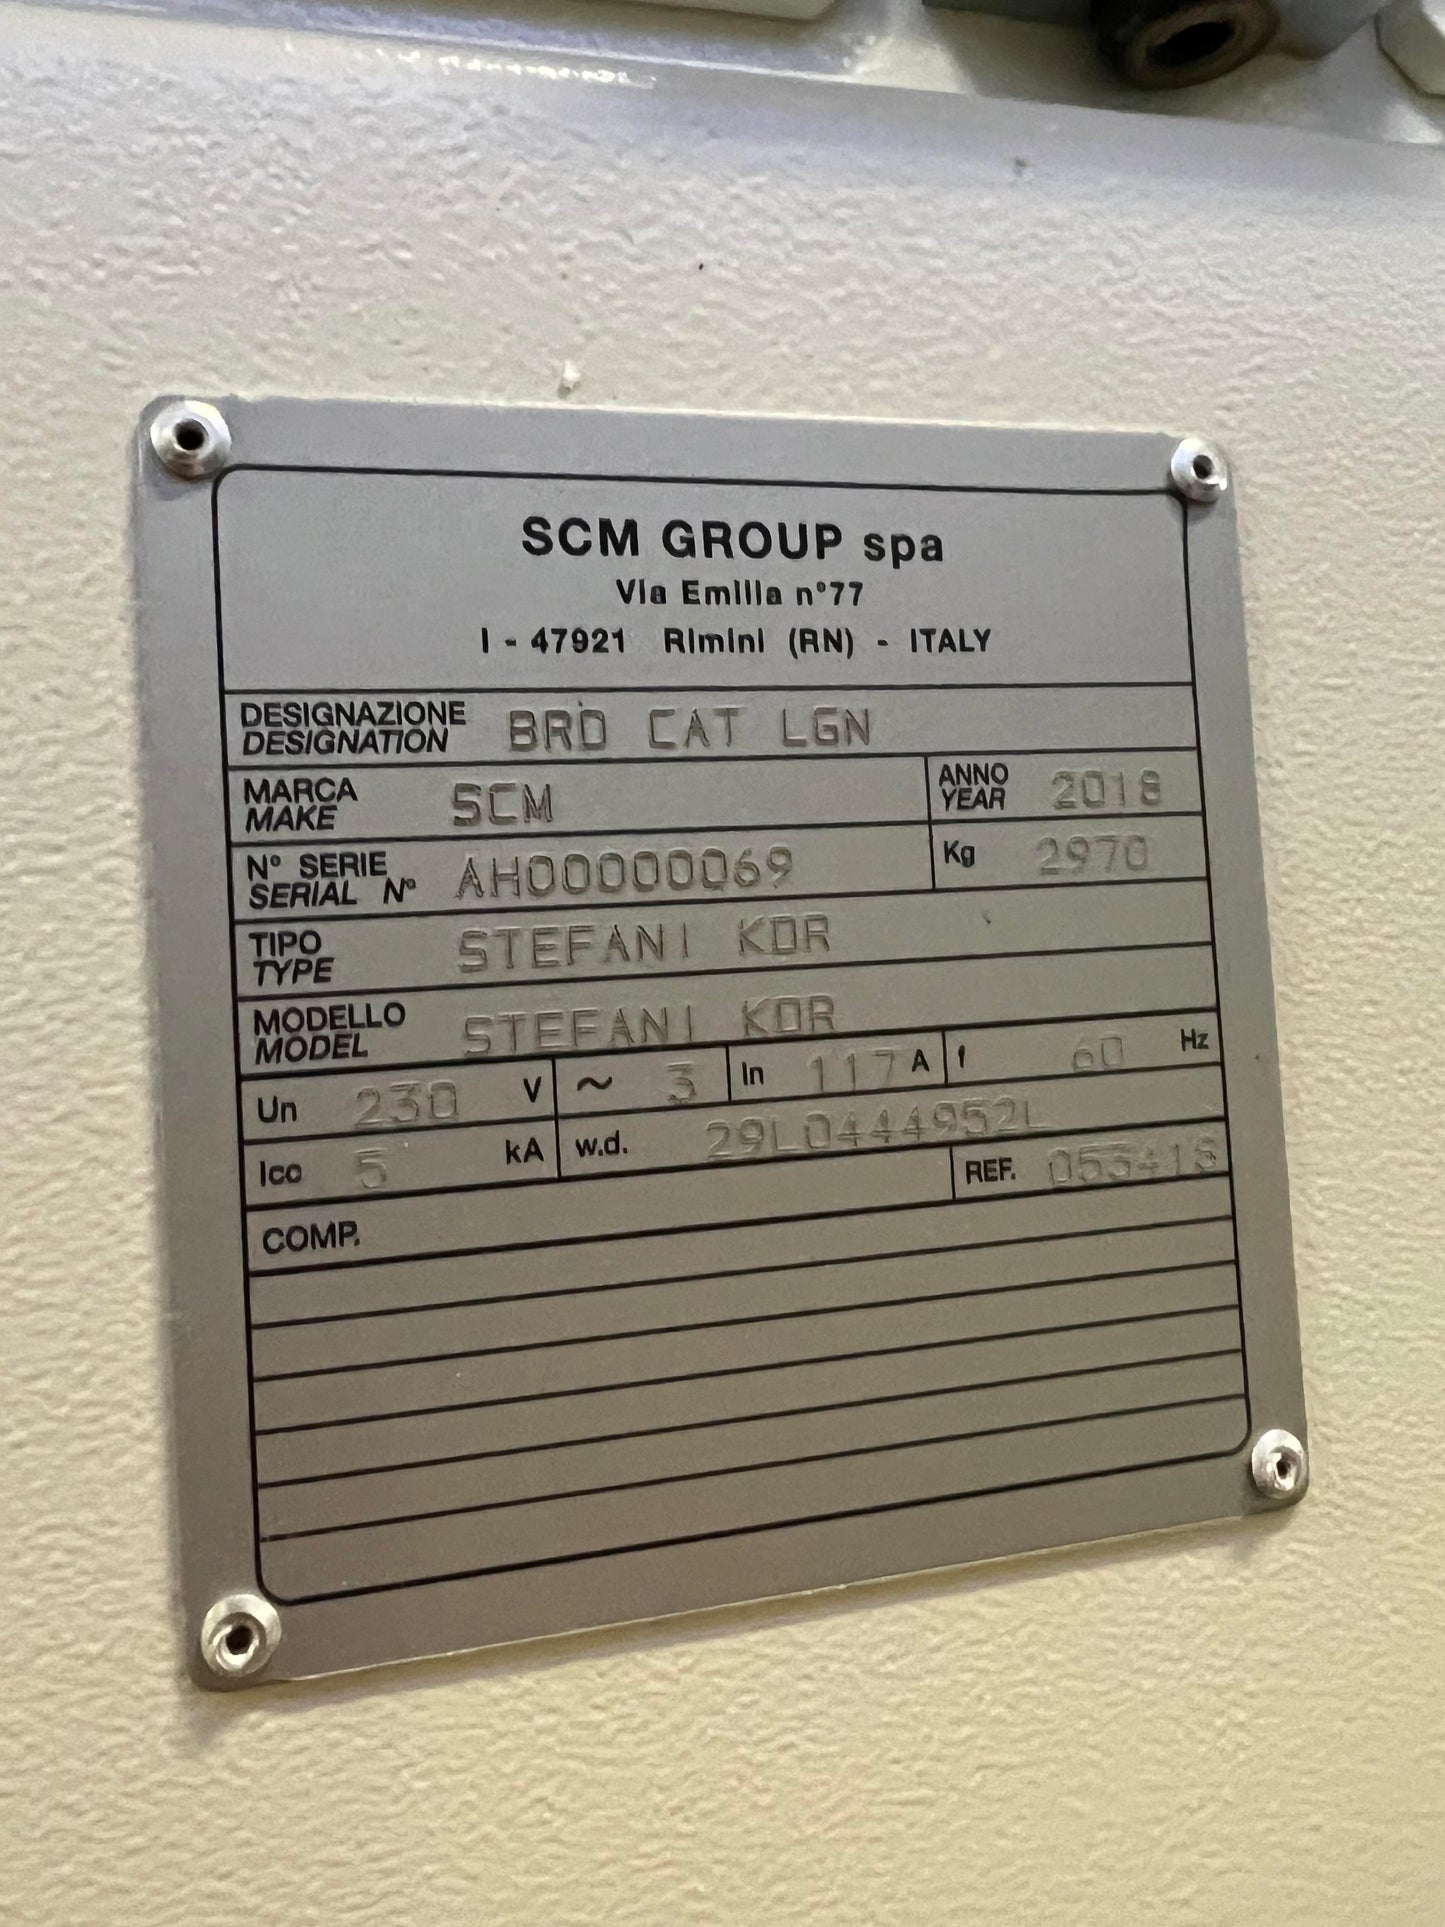 SCM GROUP spa
Via Emilia n°77
I - 47921 Rimini (RN) - ITALY
DESIGNAZIONE
DESIGNATION BRD CAT LGN
MARCA
MAKE SCM
ANNO
YEAR 2018
N° SERIE
SERIAL N° AH00000069
Kg 2970
TIPO
TYPE STEFANI KDR
MODELLO
MODEL STEFANI KDR
Un 230 V ~ 3 In 117 A f 60 Hz
Icc 5 kA w.d. 29L0444952L
REF.
COMP.